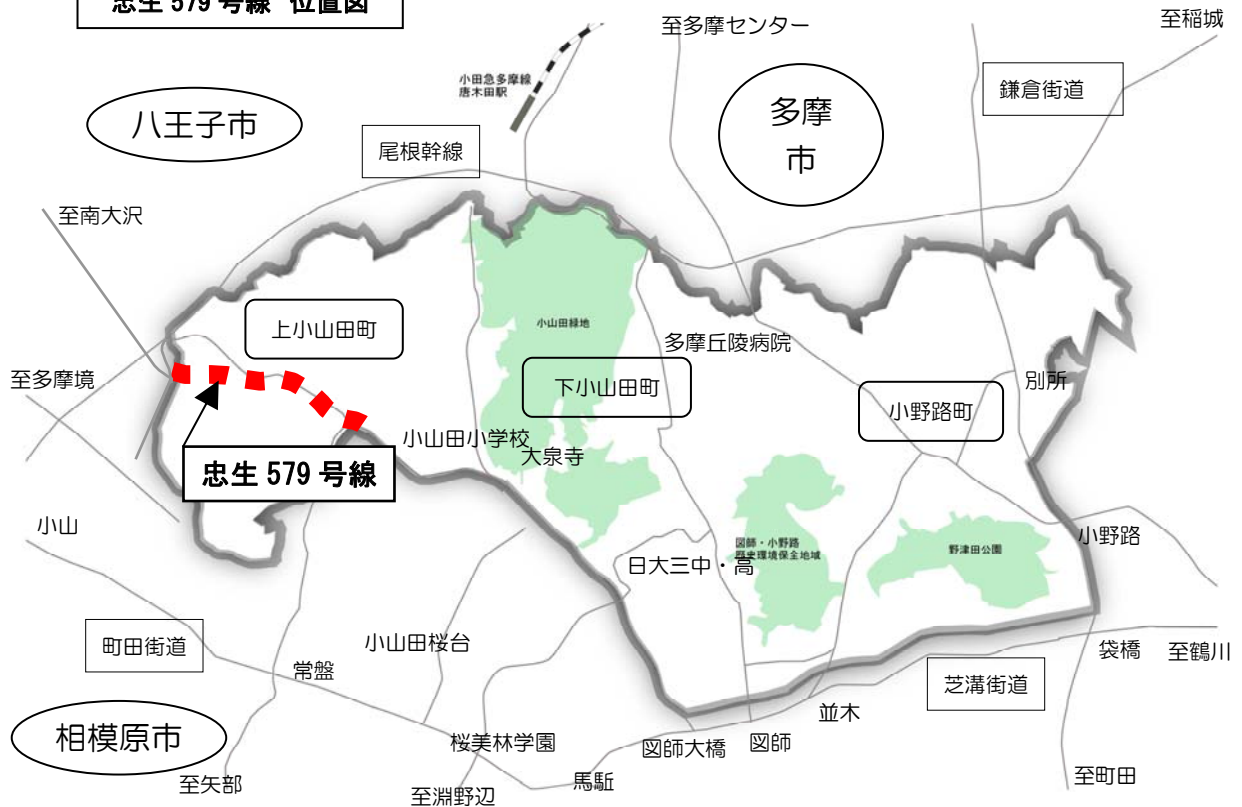 忠生 579 号線 位置図
至多摩センター
至稲城
小田急多摩線
唐木田駅
鎌倉街道
八王子市
多摩
市
尾根幹線
至南大沢
上小山田町
小山田緑地
多摩丘陵病院
至多摩境
下小山田町
別所
小野路町
小山田小学校
大泉寺
忠生 579 号線
小山
小野路
図師・小野路
歴史環境保全地域
野津田公園
日大三中・高
町田街道
小山田桜台
常盤
袋橋
至鶴川
芝溝街道
並木
相模原市
桜美林学園
図師大橋
図師
馬駈
至矢部
至淵野辺
至町田